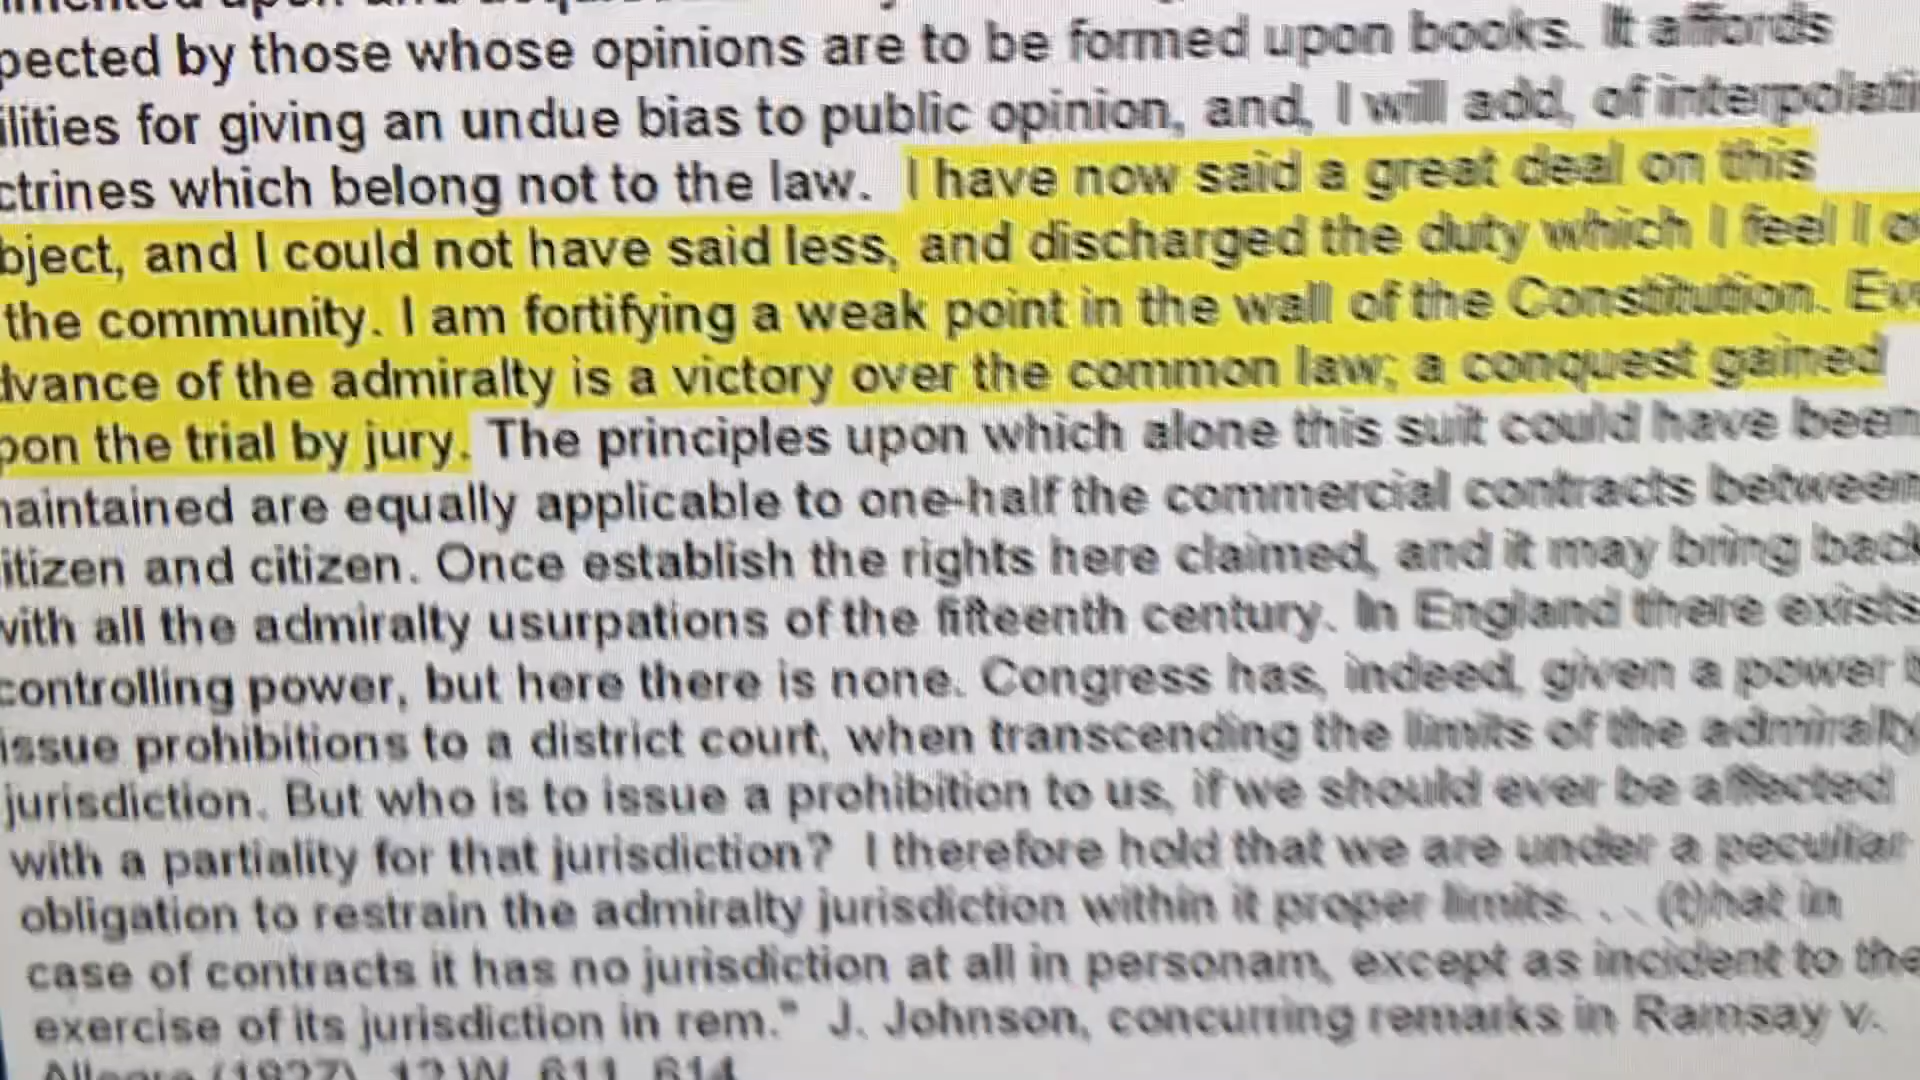 pected by those whose opinions are to be formed upon books. It affords
ilities for giving an undue bias to public opinion, and, I will add, of interpolati
ctrines which belong not to the law. I have now said a great deal on this
bject, and I could not have said less, and discharged the duty which I feel I o
the community. I am fortifying a weak point in the wall of the Constitution. Eve
dvance of the admiralty is a victory over the common law; a conquest gained
pon the trial by jury. The principles upon which alone this suit could have been
naintained are equally applicable to one-half the commercial contracts between
itizen and citizen. Once establish the rights here claimed, and it may bring back
with all the admiralty usurpations of the fifteenth century. In England there exists
controlling power, but here there is none. Congress has, indeed, given a power t
issue prohibitions to a district court, when transcending the limits of the admiralty
jurisdiction. But who is to issue a prohibition to us, if we should ever be affected
with a partiality for that jurisdiction? I therefore hold that we are under a peculiar
obligation to restrain the admiralty jurisdiction within it proper limits. . . (t)hat in
case of contracts it has no jurisdiction at all in personam, except as incident to the
exercise of its jurisdiction in rem." J. Johnson, concurring remarks in Ramsay v.
Allegre (1827), 12 W. 611, 614